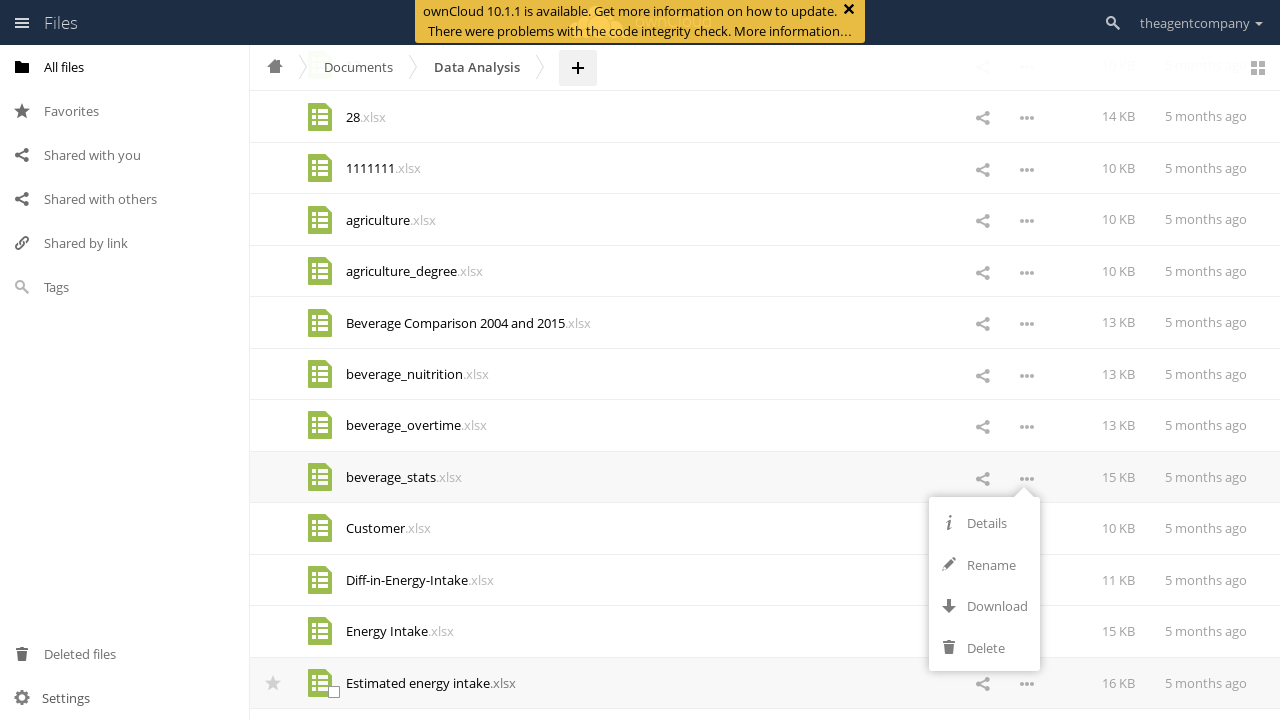 ownCloud 10.1.1 is available. Get more information on how to update.
There were problems with the code integrity check. More information…
Files
theagentcompany
All files
Favorites
Shared with you
Shared with others
Shared by link
Tags
Deleted files
Settings
Documents
Data Analysis
28.xlsx 14 KB 5 months ago
1111111.xlsx 10 KB 5 months ago
agriculture.xlsx 10 KB 5 months ago
agriculture_degree.xlsx 10 KB 5 months ago
Beverage Comparison 2004 and 2015.xlsx 13 KB 5 months ago
beverage_nuitrition.xlsx 13 KB 5 months ago
beverage_overtime.xlsx 13 KB 5 months ago
beverage_stats.xlsx 15 KB 5 months ago
Customer.xlsx 10 KB 5 months ago
Diff-in-Energy-Intake.xlsx 11 KB 5 months ago
Energy Intake.xlsx 15 KB 5 months ago
Estimated energy intake.xlsx 16 KB 5 months ago
Details
Rename
Download
Delete